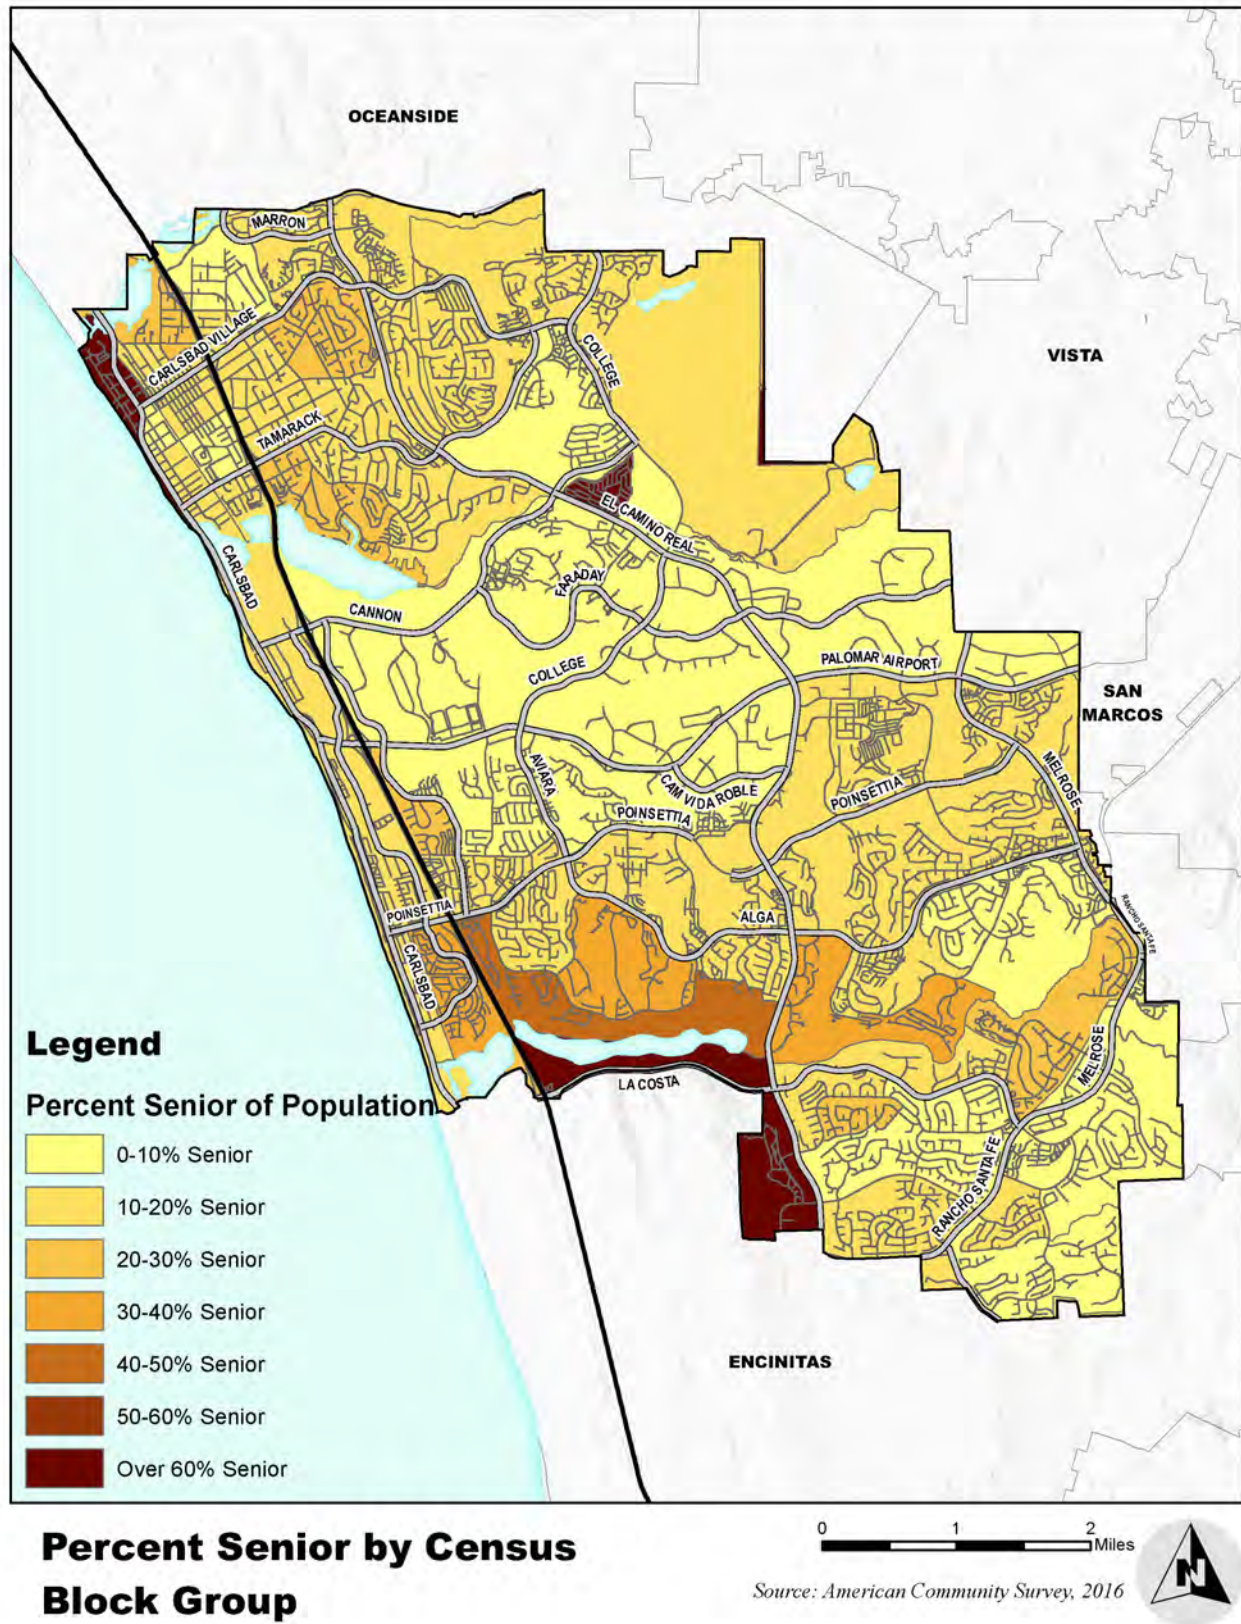 OCEANSIDE
MARRON
CARLSBAD VILLAGE
COLLEGE
VISTA
TAMARACK
EL CAMINO REAL
CARLSBAD
FARADAY
CANNON
COLLEGE
PALOMAR AIRPORT
SAN
MARCOS
AVIARA
CAM VIDA ROBLE
POINSETTIA
MELROSE
POINSETTIA
POINSETTIA
ALGA
RANCHO SANTA FE
CARLSBAD
MELROSE
LA COSTA
RANCHO SANTA FE
ENCINITAS
Legend
Percent Senior of Population
0-10% Senior
10-20% Senior
20-30% Senior
30-40% Senior
40-50% Senior
50-60% Senior
Over 60% Senior
Percent Senior by Census
Block Group
0 1 2
Miles
Source: American Community Survey, 2016
N